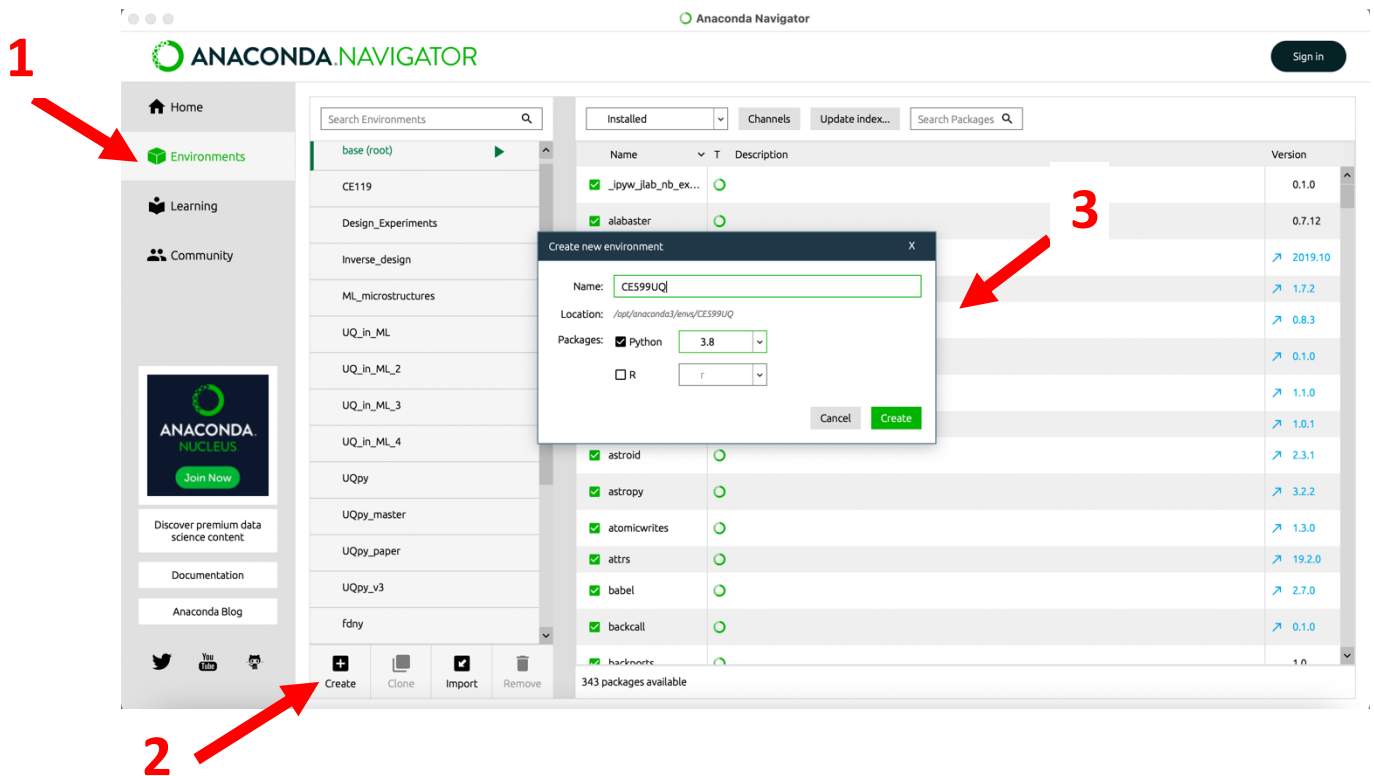 Anaconda Navigator
1
ANACONDA.NAVIGATOR
Sign in
Home
Environments
Learning
Community
ANACONDA.
NUCLEUS
Join Now
Discover premium data
science content
Documentation
Anaconda Blog
You
Tube
Search Environments
base (root)
CE119
Design_Experiments
Inverse_design
ML_microstructures
UQ_in_ML
UQ_in_ML_2
UQ_in_ML_3
UQ_in_ML_4
UQpy
UQpy_master
UQpy_paper
UQpy_v3
fdny
Create Clone Import Remove
2
Installed Channels Update index... Search Packages
Name T Description Version
_ipyw_jlab_nb_ex... 0.1.0
alabaster 0.7.12
3
2019.10
1.7.2
0.8.3
0.1.0
1.1.0
1.0.1
Create new environment X
Name: CE599UQ
Location: /opt/anaconda3/envs/CE599UQ
Packages: Python 3.8
R r
Cancel Create
astroid 2.3.1
astropy 3.2.2
atomicwrites 1.3.0
attrs 19.2.0
babel 2.7.0
backcall 0.1.0
backports 1.0
343 packages available